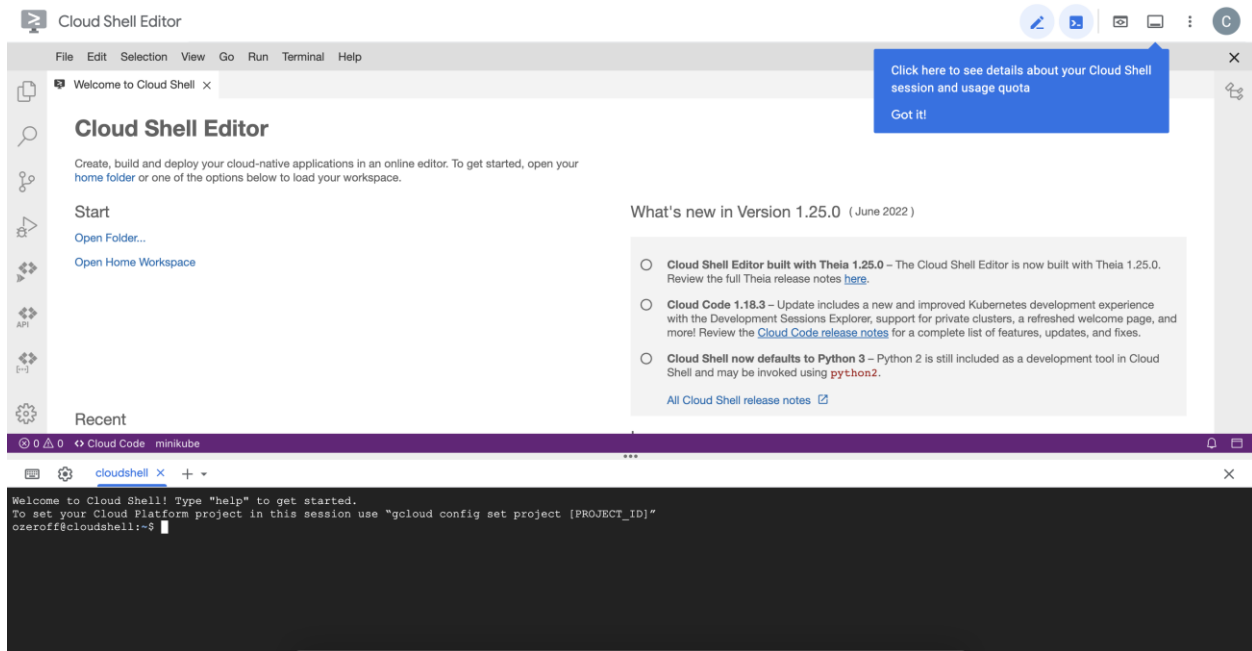 Cloud Shell Editor
C
File Edit Selection View Go Run Terminal Help
Click here to see details about your Cloud Shell
session and usage quota
Got it!
Welcome to Cloud Shell
Cloud Shell Editor
Create, build and deploy your cloud-native applications in an online editor. To get started, open your
home folder or one of the options below to load your workspace.
Start
Open Folder...
Open Home Workspace
What's new in Version 1.25.0 ( June 2022 )
Cloud Shell Editor built with Theia 1.25.0 – The Cloud Shell Editor is now built with Theia 1.25.0.
Review the full Theia release notes here.
Cloud Code 1.18.3 – Update includes a new and improved Kubernetes development experience
with the Development Sessions Explorer, support for private clusters, a refreshed welcome page, and
more! Review the Cloud Code release notes for a complete list of features, updates, and fixes.
Cloud Shell now defaults to Python 3 – Python 2 is still included as a development tool in Cloud
Shell and may be invoked using python2.
All Cloud Shell release notes
API
Recent
0 0 Cloud Code minikube
cloudshell
Welcome to Cloud Shell! Type "help" to get started.
To set your Cloud Platform project in this session use “gcloud config set project [PROJECT_ID]”
ozeroff@cloudshell:~$